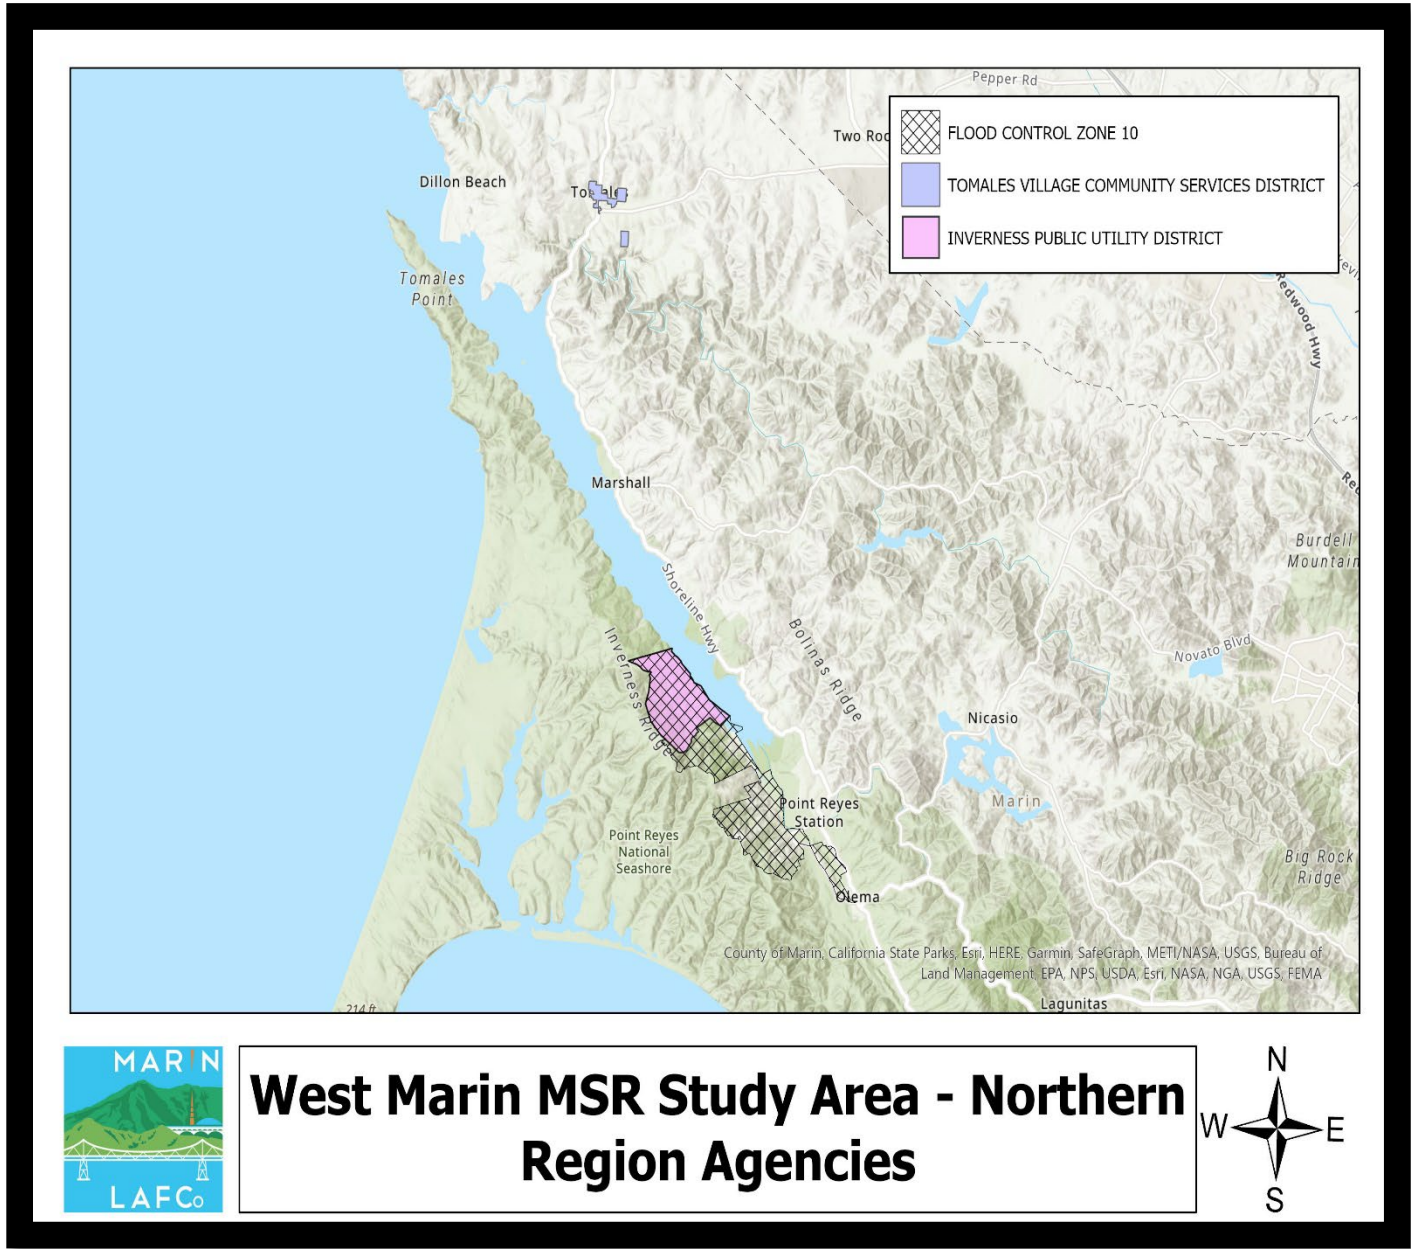 Pepper Rd
Two Roc
FLOOD CONTROL ZONE 10
TOMALES VILLAGE COMMUNITY SERVICES DISTRICT
INVERNESS PUBLIC UTILITY DISTRICT
Dillon Beach
Tomales
Tomales
Point
Redwood Hwy
Marshall
Shoreline Hwy
Burdell
Mountain
Inverness Ridge
Bolinas Ridge
Novato Blvd
Nicasio
Marin
Point Reyes
Station
Point Reyes
National
Seashore
Big Rock
Ridge
Olema
County of Marin, California State Parks, Esri, HERE, Garmin, SafeGraph, METI/NASA, USGS, Bureau of
Land Management, EPA, NPS, USDA, Esri, NASA, NGA, USGS, FEMA
Lagunitas
214 ft
MARIN
LAFCo
West Marin MSR Study Area - Northern
Region Agencies
N
W
E
S